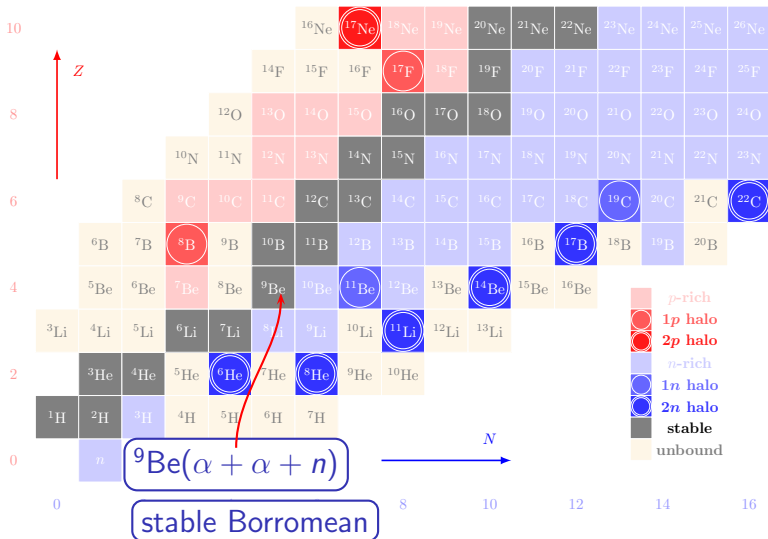 10 ¹⁶Ne ¹⁷Ne ¹⁸Ne ¹⁹Ne ²⁰Ne ²¹Ne ²²Ne ²³Ne ²⁴Ne ²⁵Ne ²⁶Ne
Z ¹⁴F ¹⁵F ¹⁶F ¹⁷F ¹⁸F ¹⁹F ²⁰F ²¹F ²²F ²³F ²⁴F ²⁵F
8 ¹²O ¹³O ¹⁴O ¹⁵O ¹⁶O ¹⁷O ¹⁸O ¹⁹O ²⁰O ²¹O ²²O ²³O ²⁴O
¹⁰N ¹¹N ¹²N ¹³N ¹⁴N ¹⁵N ¹⁶N ¹⁷N ¹⁸N ¹⁹N ²⁰N ²¹N ²²N ²³N
6 ⁸C ⁹C ¹⁰C ¹¹C ¹²C ¹³C ¹⁴C ¹⁵C ¹⁶C ¹⁷C ¹⁸C ¹⁹C ²⁰C ²¹C ²²C
⁶B ⁷B ⁸B ⁹B ¹⁰B ¹¹B ¹²B ¹³B ¹⁴B ¹⁵B ¹⁶B ¹⁷B ¹⁸B ¹⁹B ²⁰B
4 ⁵Be ⁶Be ⁷Be ⁸Be ⁹Be ¹⁰Be ¹¹Be ¹²Be ¹³Be ¹⁴Be ¹⁵Be ¹⁶Be
³Li ⁴Li ⁵Li ⁶Li ⁷Li ⁸Li ⁹Li ¹⁰Li ¹¹Li ¹²Li ¹³Li
2 ³He ⁴He ⁵He ⁶He ⁷He ⁸He ⁹He ¹⁰He
¹H ²H ³H ⁴H ⁵H ⁶H ⁷H
0 n
p-rich
1p halo
2p halo
n-rich
1n halo
2n halo
stable
unbound
N
⁹Be(α + α + n)
0 8 10 12 14 16
stable Borromean